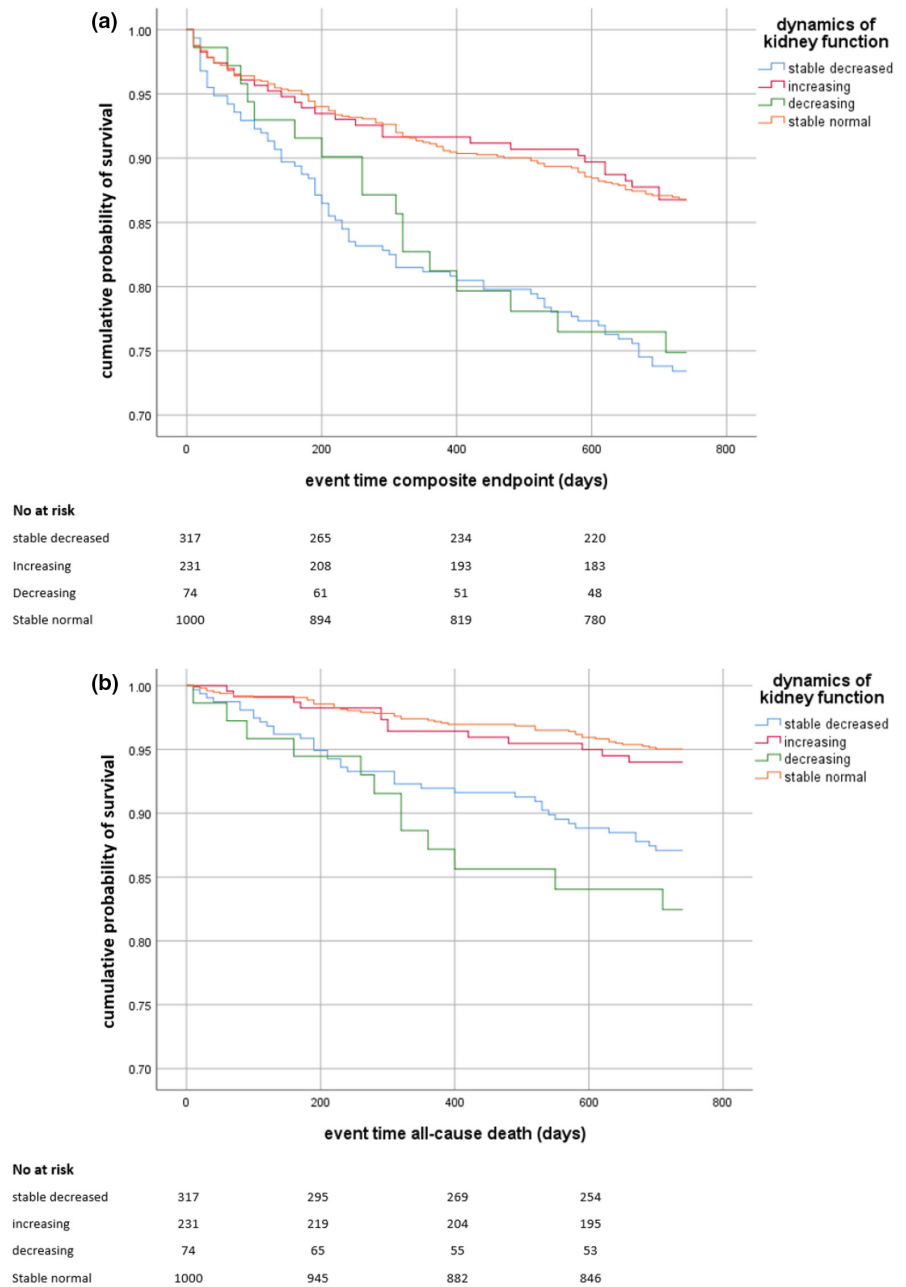 (a)
dynamics of
kidney function
stable decreased
increasing
decreasing
stable normal
1.00
0.95
0.90
0.85
0.80
0.75
0.70
cumulative probability of survival
0 200 400 600 800
event time composite endpoint (days)
No at risk
stable decreased 317 265 234 220
Increasing 231 208 193 183
Decreasing 74 61 51 48
Stable normal 1000 894 819 780
(b)
dynamics of
kidney function
stable decreased
increasing
decreasing
stable normal
1.00
0.95
0.90
0.85
0.80
0.70
cumulative probability of survival
0 200 400 600 800
event time all-cause death (days)
No at risk
stable decreased 317 295 269 254
increasing 231 219 204 195
decreasing 74 65 55 53
Stable normal 1000 945 882 846